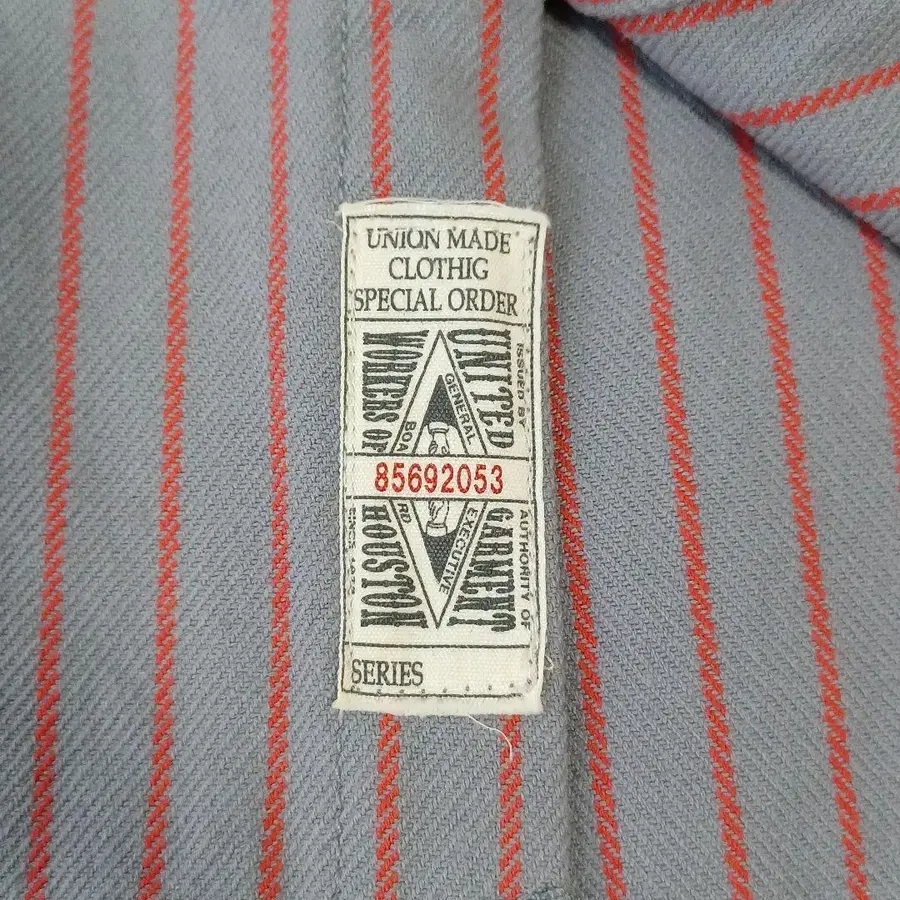 UNION MADE
CLOTHIG
SPECIAL ORDER
ISSUED BY
AUTHORITY OF
UNITED
GARMENT
WORKERS OF
HOUSTON
GENERAL
EXECUTIVE
BOARD
85692053
SERIES